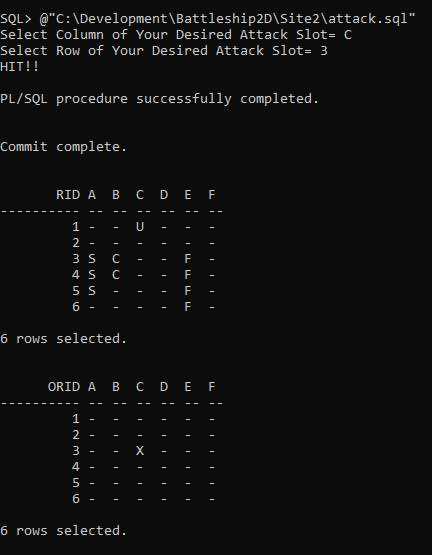 SQL> @"C:\Development\Battleship2D\Site2\attack.sql"
Select Column of Your Desired Attack Slot= C
Select Row of Your Desired Attack Slot= 3
HIT!!
PL/SQL procedure successfully completed.
Commit complete.
       RID A  B  C  D  E  F
---------- -- -- -- -- -- --
         1 -  -  U  -  -  -
         2 -  -  -  -  -  -
         3 S  C  -  -  F  -
         4 S  C  -  -  F  -
         5 S  -  -  -  F  -
         6 -  -  -  -  F  -
6 rows selected.
      ORID A  B  C  D  E  F
---------- -- -- -- -- -- --
         1 -  -  -  -  -  -
         2 -  -  -  -  -  -
         3 -  -  X  -  -  -
         4 -  -  -  -  -  -
         5 -  -  -  -  -  -
         6 -  -  -  -  -  -
6 rows selected.